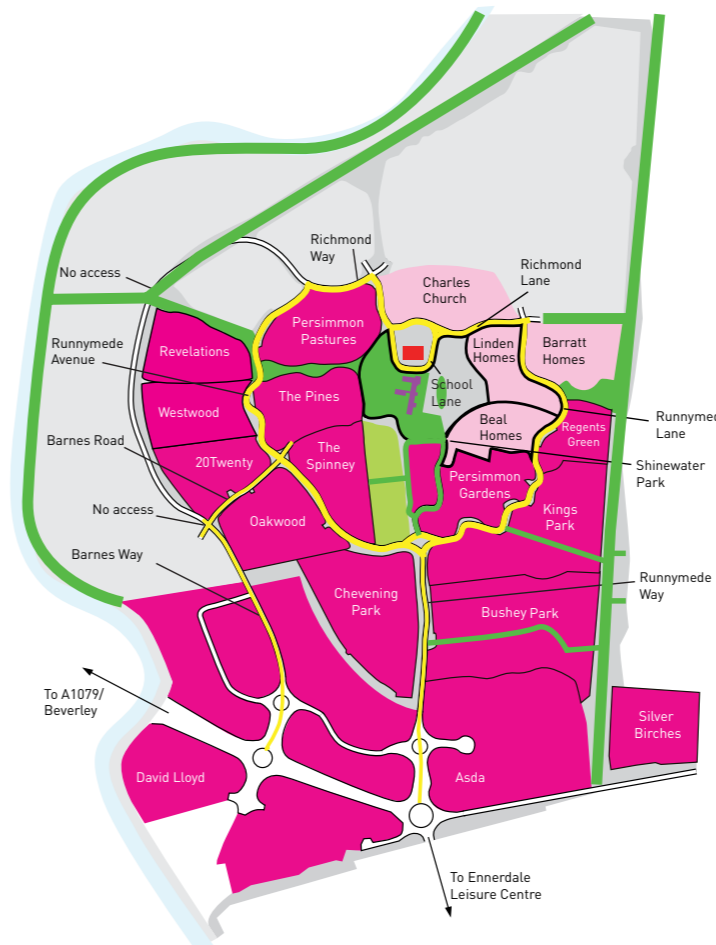 Richmond
Way
Richmond
Lane
No access
Charles
Church
Persimmon
Pastures
Linden
Homes
Barratt
Homes
Runnymede
Avenue
Revelations
School
Lane
The Pines
Westwood
Beal
Homes
Regents
Green
Runnymed
Lane
Barnes Road
20Twenty
The
Spinney
Shinewater
Park
Persimmon
Gardens
No access
Oakwood
Kings
Park
Barnes Way
Chevening
Park
Runnymede
Way
Bushey Park
To A1079/
Beverley
Silver
Birches
David Lloyd
Asda
To Ennerdale
Leisure Centre